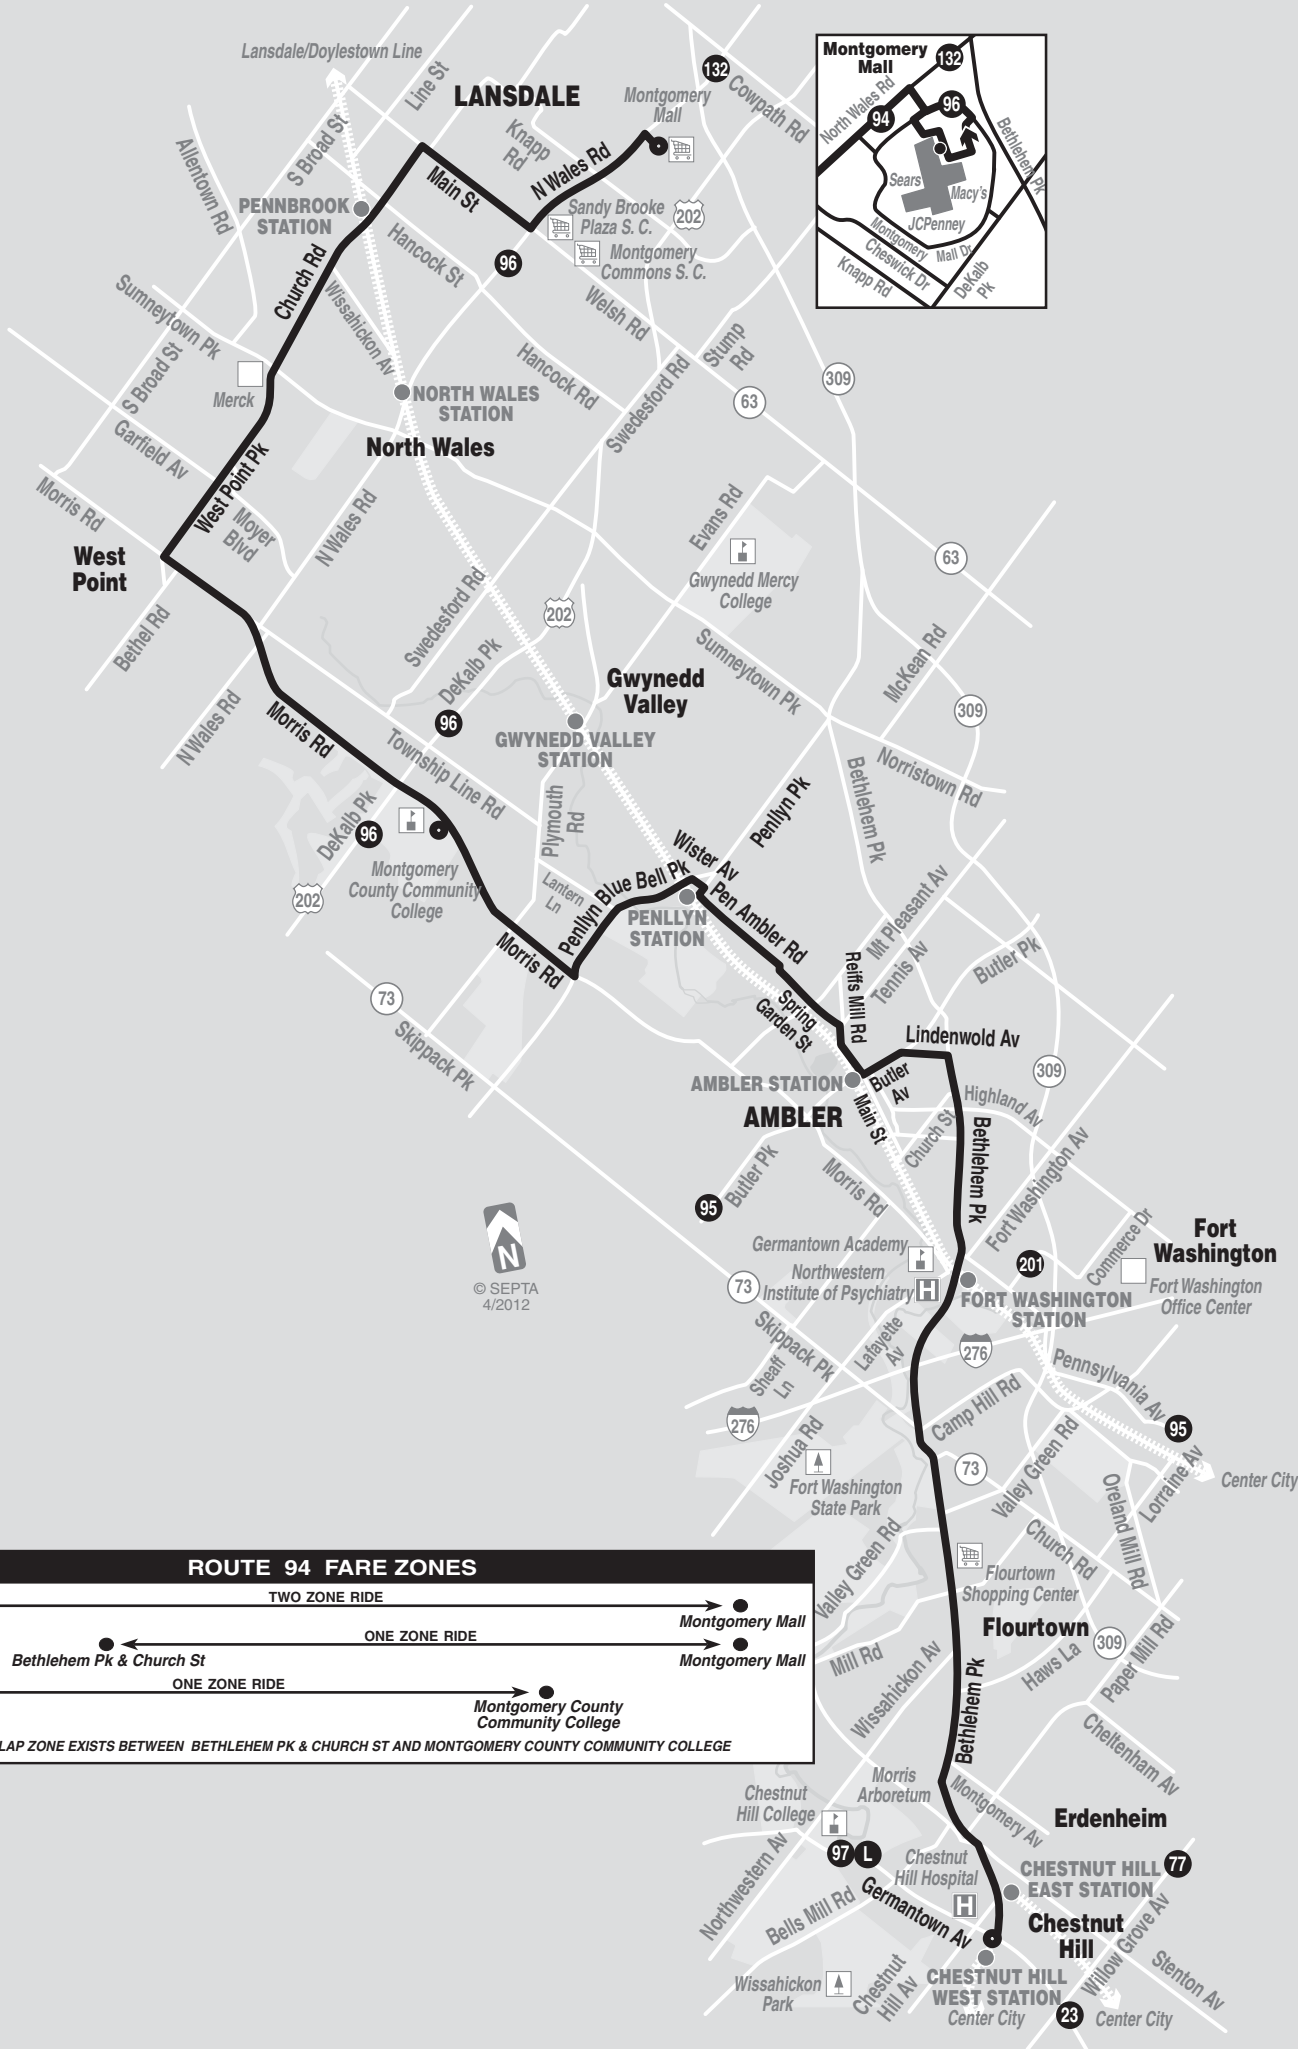 Lansdale/Doylestown Line
Line St
LANSDALE
Montgomery
Mall
132
Cowpath Rd
Montgomery
Mall
132
North Wales Rd
96
94
Bethlehem Pk
Sears
Macy's
JCPenney
Montgomery
Mall Dr
Cheswick Dr
Knapp Rd
DeKalb
Pk
S Broad St
Allentown Rd
Knapp
Rd
N Wales Rd
Main St
PENNBROOK
STATION
Sandy Brooke
Plaza S. C.
202
Hancock St
Montgomery
Commons S. C.
96
Church Rd
Wissahickon Av
Sumneytown Pk
Welsh Rd
Stump
Rd
S Broad St
Merck
NORTH WALES
STATION
Hancock Rd
Swedesford Rd
309
63
North Wales
Garfield Av
West Point Pk
Morris Rd
Moyer
Blvd
N Wales Rd
Evans Rd
West
Point
Gwynedd Mercy
College
63
Bethel Rd
Swedesford Rd
202
DeKalb Pk
Sumneytown Pk
McKean Rd
Gwynedd
Valley
309
N Wales Rd
Morris Rd
96
GWYNEDD VALLEY
STATION
Township Line Rd
Norristown Rd
Bethlehem Pk
Penllyn Pk
DeKalb Pk
96
Plymouth
Rd
Wister Av
Montgomery
County Community
College
202
Lantern
Ln
Penllyn Blue Bell Pk
Pen Ambler Rd
PENLLYN
STATION
Mt Pleasant Av
Tennis Av
Butler Pk
Morris Rd
Reiffs Mill Rd
73
Skippack Pk
Spring
Garden St
Lindenwold Av
AMBLER STATION
Butler
Av
309
AMBLER
Main St
Highland Av
Church St
Bethlehem Pk
Butler Pk
95
Morris Rd
Fort Washington Av
N
© SEPTA
4/2012
Germantown Academy
Northwestern
Institute of Psychiatry
H
201
Commerce Dr
Fort
Washington
Fort Washington
Office Center
73
FORT WASHINGTON
STATION
Skippack Pk
Lafayette
Av
276
Sheaff
Ln
Pennsylvania Av
Camp Hill Rd
276
95
Joshua Rd
Fort Washington
State Park
73
Valley Green Rd
Lorraine Av
Center City
Oreland Mill Rd
Church Rd
Valley Green Rd
Flourtown
Shopping Center
Flourtown
309
Haws La
Paper Mill Rd
Mill Rd
Wissahickon Av
Bethlehem Pk
Cheltenham Av
ROUTE 94 FARE ZONES
TWO ZONE RIDE
Montgomery Mall
ONE ZONE RIDE
Bethlehem Pk & Church St
Montgomery Mall
ONE ZONE RIDE
Montgomery County
Community College
LAP ZONE EXISTS BETWEEN BETHLEHEM PK & CHURCH ST AND MONTGOMERY COUNTY COMMUNITY COLLEGE
Morris
Arboretum
Chestnut
Hill College
Montgomery Av
Erdenheim
97
L
Chestnut
Hill Hospital
H
CHESTNUT HILL
EAST STATION
77
Northwestern Av
Bells Mill Rd
Germantown Av
Chestnut
Hill
Willow Grove Av
Stenton Av
Wissahickon
Park
Chestnut
Hill Av
CHESTNUT HILL
WEST STATION
Center City
23
Center City